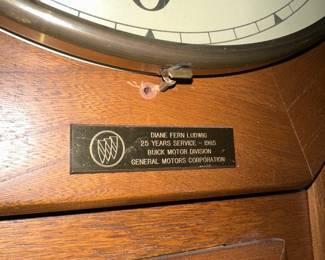 DIANE FERN LUDWIG
25 YEARS SERVICE - 1985
BUICK MOTOR DIVISION
GENERAL MOTORS CORPORATION